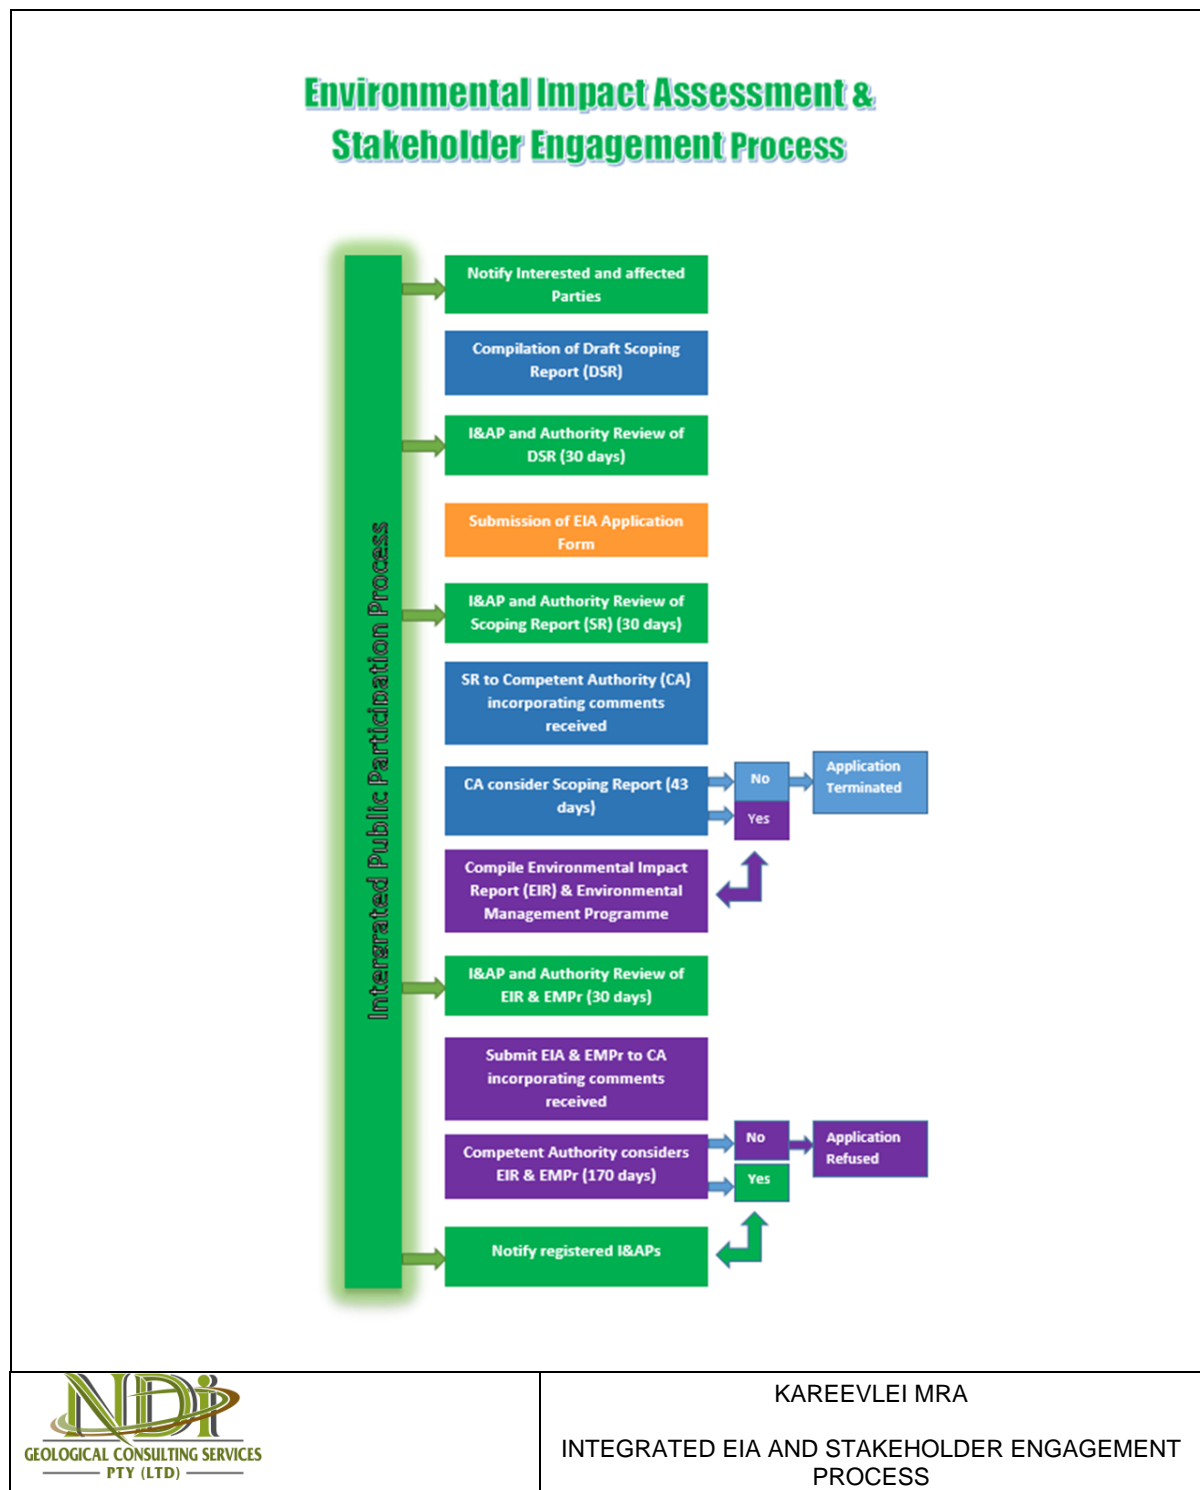 Environmental Impact Assessment &
Stakeholder Engagement Process
Intergrated Public Participation Process
Notify Interested and affected
Parties
Compilation of Draft Scoping
Report (DSR)
I&AP and Authority Review of
DSR (30 days)
Submission of EIA Application
Form
I&AP and Authority Review of
Scoping Report (SR) (30 days)
SR to Competent Authority (CA)
incorporating comments
received
CA consider Scoping Report (43
days)
No
Yes
Application
Terminated
Compile Environmental Impact
Report (EIR) & Environmental
Management Programme
I&AP and Authority Review of
EIR & EMPr (30 days)
Submit EIA & EMPr to CA
incorporating comments
received
Competent Authority considers
EIR & EMPr (170 days)
No
Yes
Application
Refused
Notify registered I&APs
NDi
GEOLOGICAL CONSULTING SERVICES
PTY (LTD)
KAREEVLEI MRA
INTEGRATED EIA AND STAKEHOLDER ENGAGEMENT
PROCESS